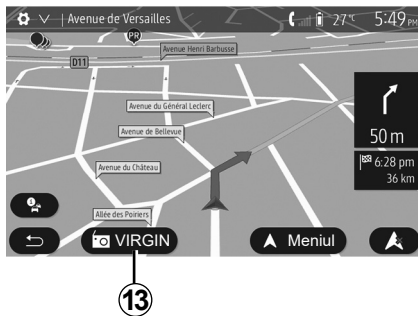 Avenue de Versailles 27°C 5:49 PM
PR
Avenue Henri Barbusse
D11
Avenue du Général Leclerc
Avenue de Bellevue
50 m
6:28 pm
36 km
Avenue du Château
Allée des Poiriers
VIRGIN
Meniul
13